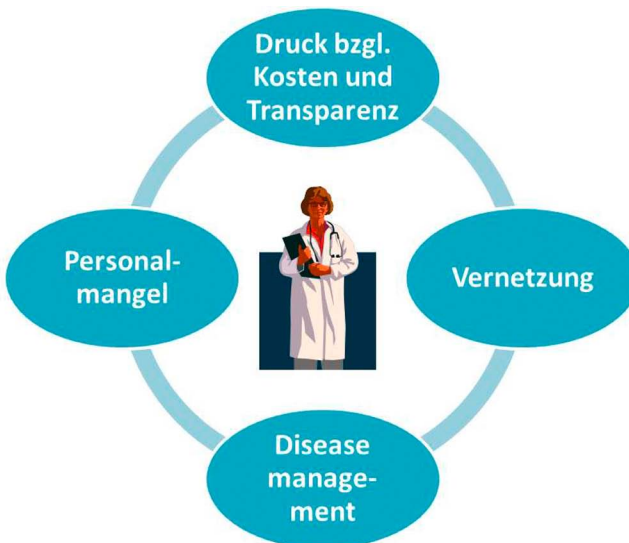 Druck bzgl.
Kosten und
Transparenz
Personal-
mangel
Vernetzung
Disease
manage-
ment